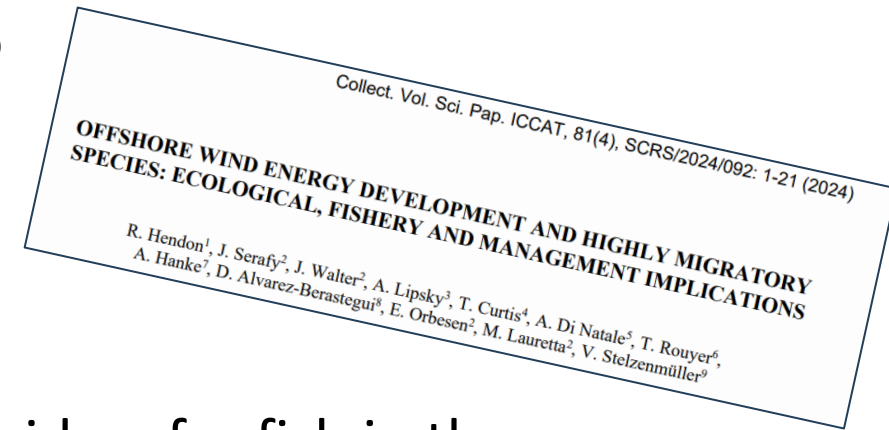 Collect. Vol. Sci. Pap. ICCAT, 81(4), SCRS/2024/092: 1-21 (2024)
OFFSHORE WIND ENERGY DEVELOPMENT AND HIGHLY MIGRATORY
SPECIES: ECOLOGICAL, FISHERY AND MANAGEMENT IMPLICATIONS
R. Hendon¹, J. Serafy², J. Walter², A. Lipsky³, T. Curtis⁴, A. Di Natale⁵, T. Rouyer⁶,
A. Hanke⁷, D. Alvarez-Berastegui⁸, E. Orbesen², M. Lauretta², V. Stelzenmüller⁹